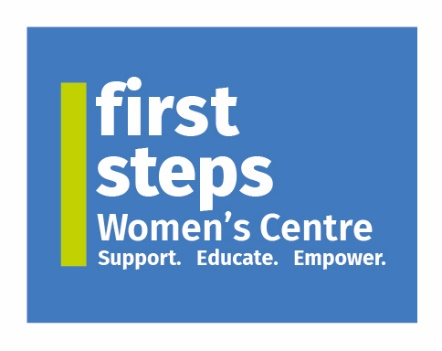 first
steps
Women's Centre
Support. Educate. Empower.